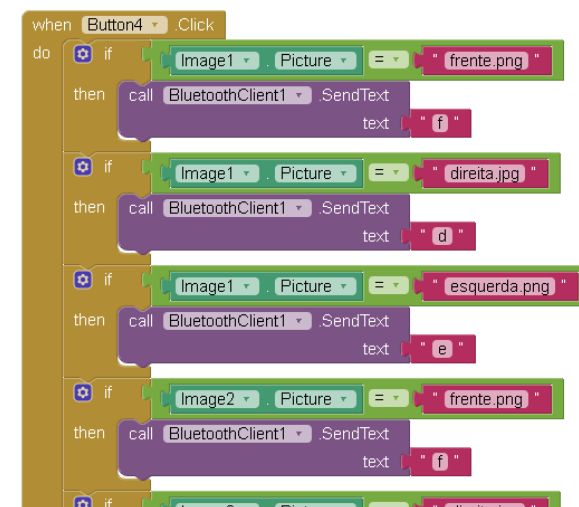 when Button4 .Click
do if Image1 . Picture = " frente.png "
then call BluetoothClient1 .SendText
text " f "
if Image1 . Picture = " direita.jpg "
then call BluetoothClient1 .SendText
text " d "
if Image1 . Picture = " esquerda.png "
then call BluetoothClient1 .SendText
text " e "
if Image2 . Picture = " frente.png "
then call BluetoothClient1 .SendText
text " f "
if